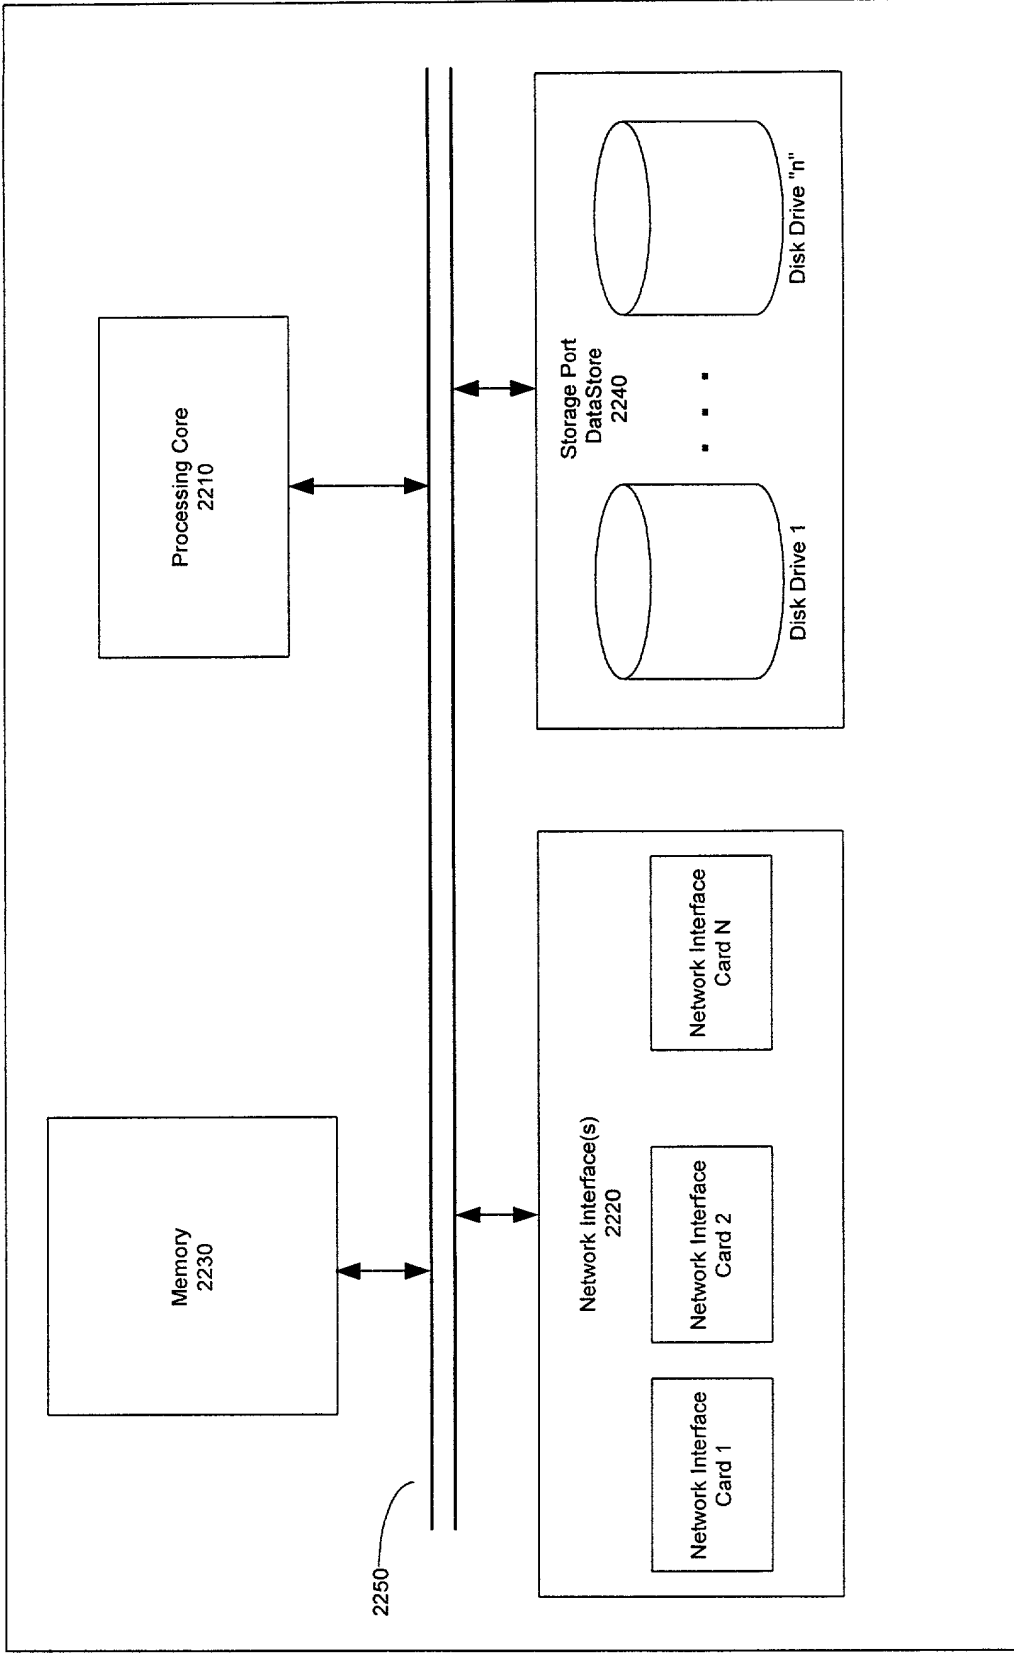 Memory
2230
Processing Core
2210
2250
Network Interface(s)
2220
Network Interface
Card 1
Network Interface
Card 2
Network Interface
Card N
Storage Port
DataStore
2240
. . .
Disk Drive 1
Disk Drive "n"